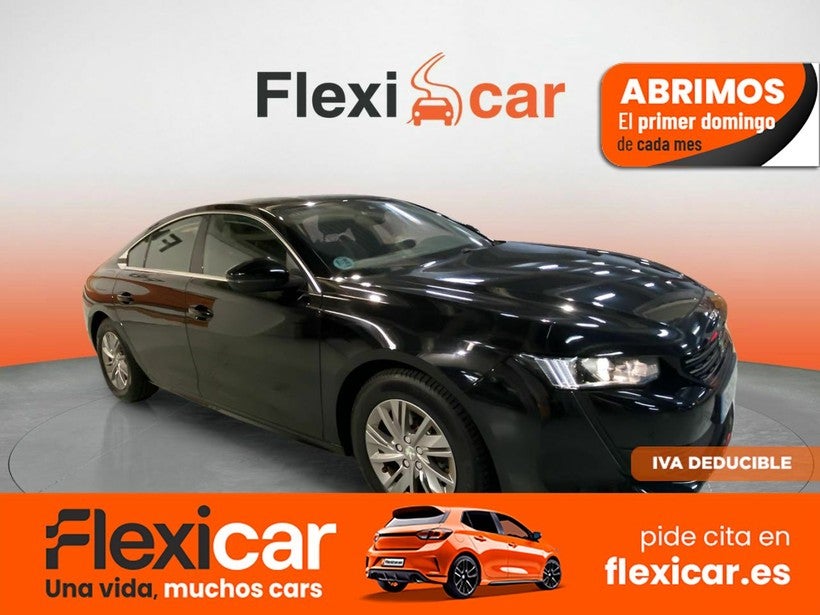 Flexicar
ABRIMOS
El primer domingo
de cada mes
IVA DEDUCIBLE
Flexicar
Una vida, muchos cars
pide cita en
flexicar.es